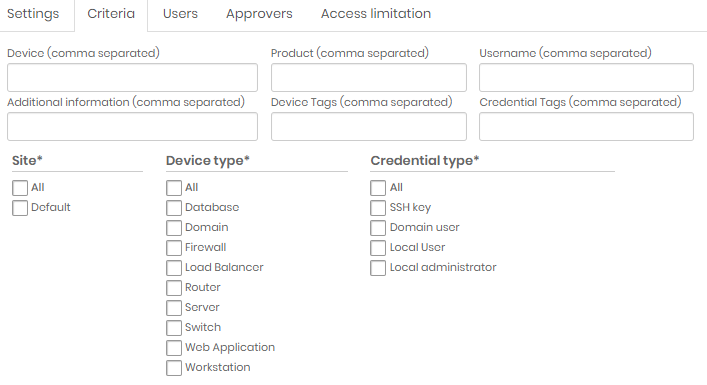 Settings Criteria Users Approvers Access limitation
Device (comma separated) Product (comma separated) Username (comma separated)
Additional information (comma separated) Device Tags (comma separated) Credential Tags (comma separated)
Site* Device type* Credential type*
All All All
Default Database SSH key
Domain Domain user
Firewall Local User
Load Balancer Local administrator
Router
Server
Switch
Web Application
Workstation